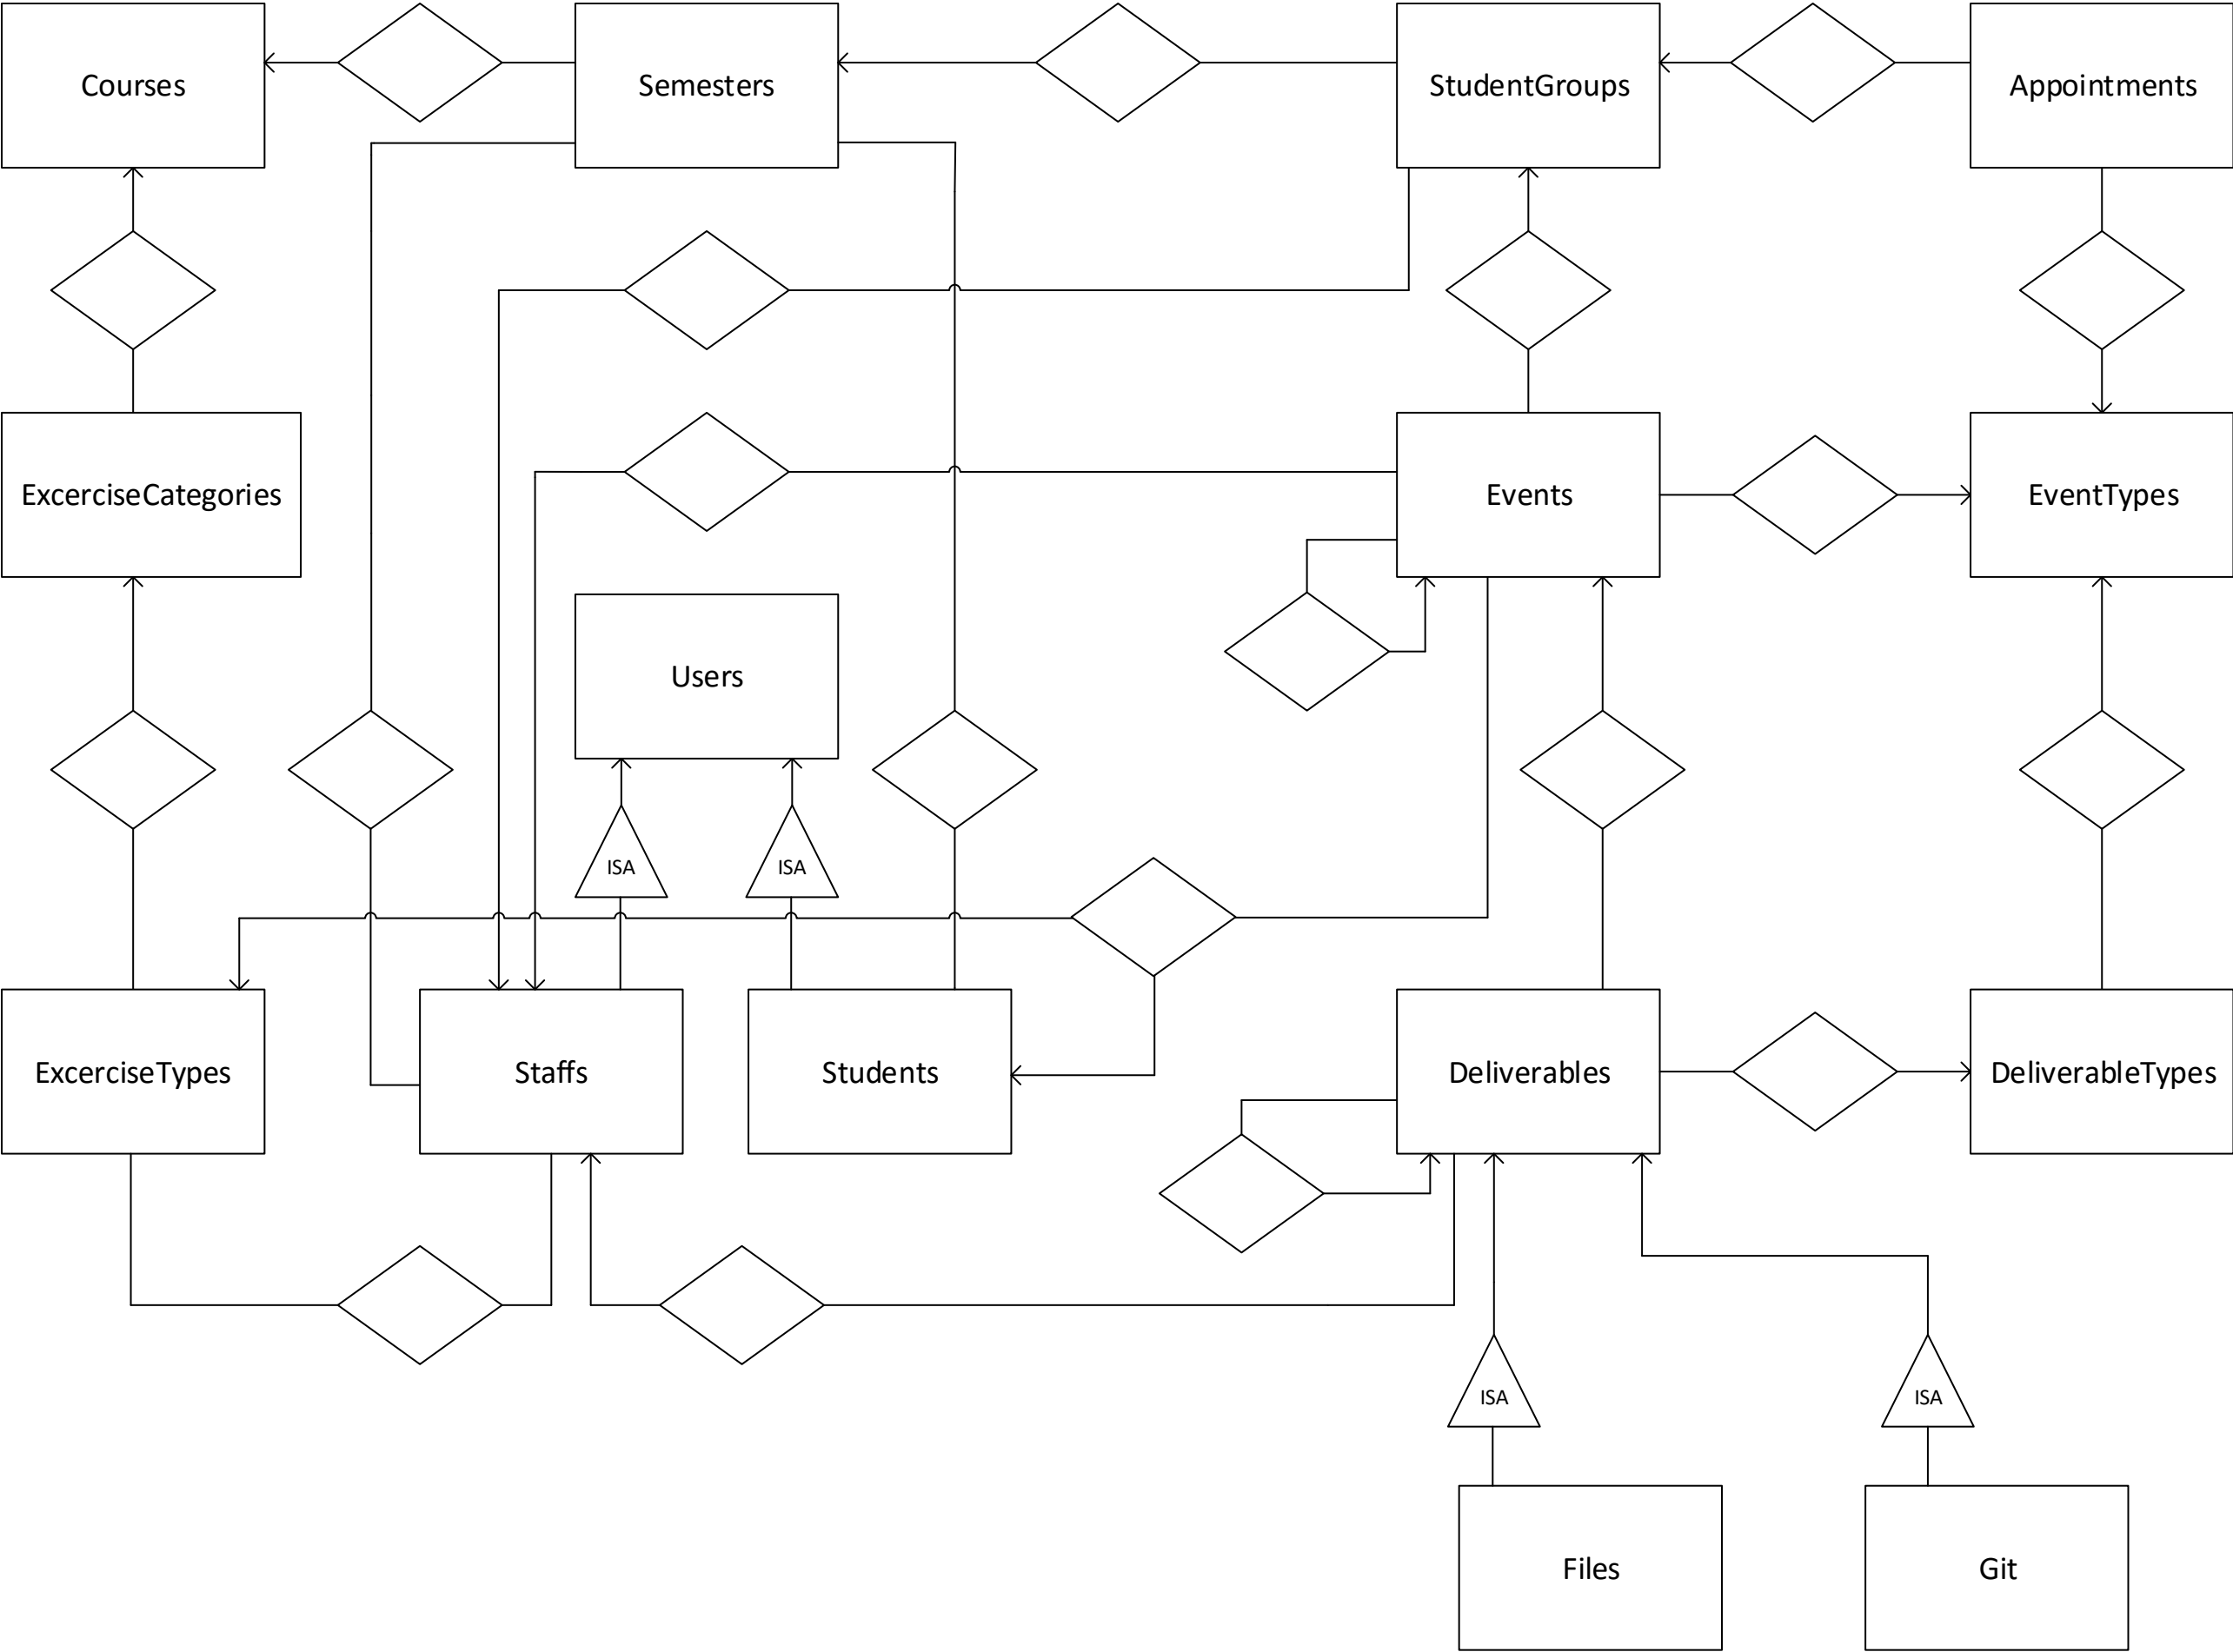 Courses
Semesters
StudentGroups
Appointments
ExcerciseCategories
Events
EventTypes
Users
ISA
ISA
ExcerciseTypes
Staffs
Students
Deliverables
DeliverableTypes
ISA
ISA
Files
Git